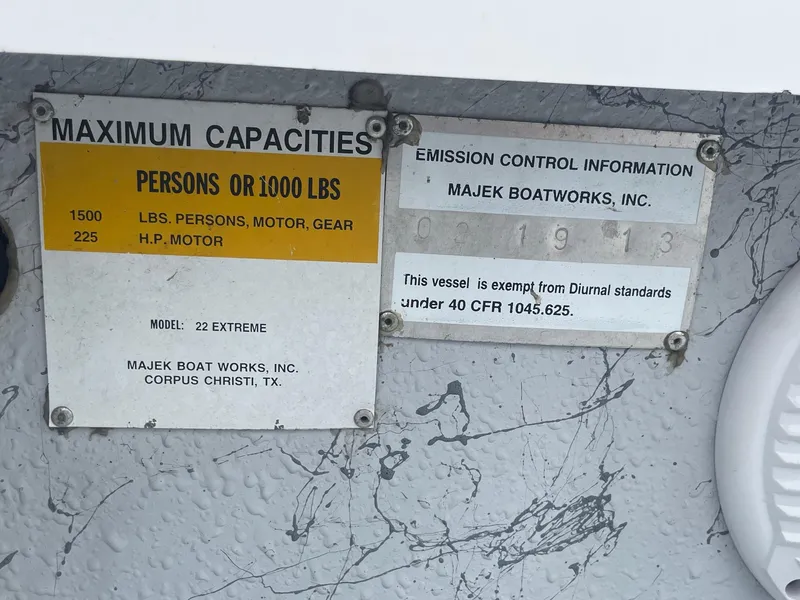 MAXIMUM CAPACITIES
PERSONS OR 1000 LBS
1500 LBS. PERSONS, MOTOR, GEAR
225 H.P. MOTOR
MODEL: 22 EXTREME
MAJEK BOAT WORKS, INC.
CORPUS CHRISTI, TX.
EMISSION CONTROL INFORMATION
MAJEK BOATWORKS, INC.
19 13
This vessel is exempt from Diurnal standards
under 40 CFR 1045.625.